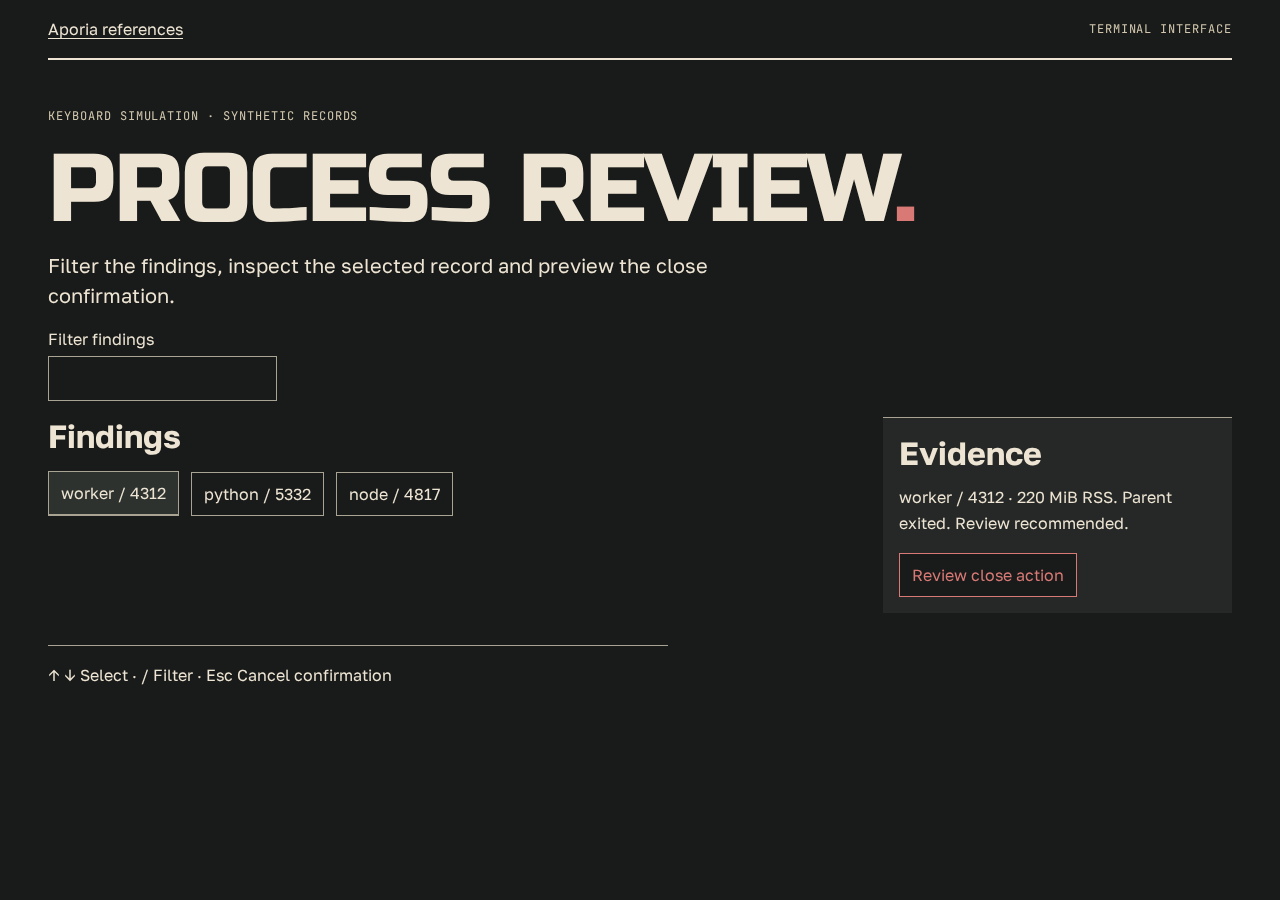 Aporia references
TERMINAL INTERFACE
KEYBOARD SIMULATION · SYNTHETIC RECORDS
PROCESS REVIEW.
Filter the findings, inspect the selected record and preview the close
confirmation.
Filter findings
Findings
worker / 4312
python / 5332
node / 4817
Evidence
worker / 4312 · 220 MiB RSS. Parent
exited. Review recommended.
Review close action
↑ ↓ Select · / Filter · Esc Cancel confirmation